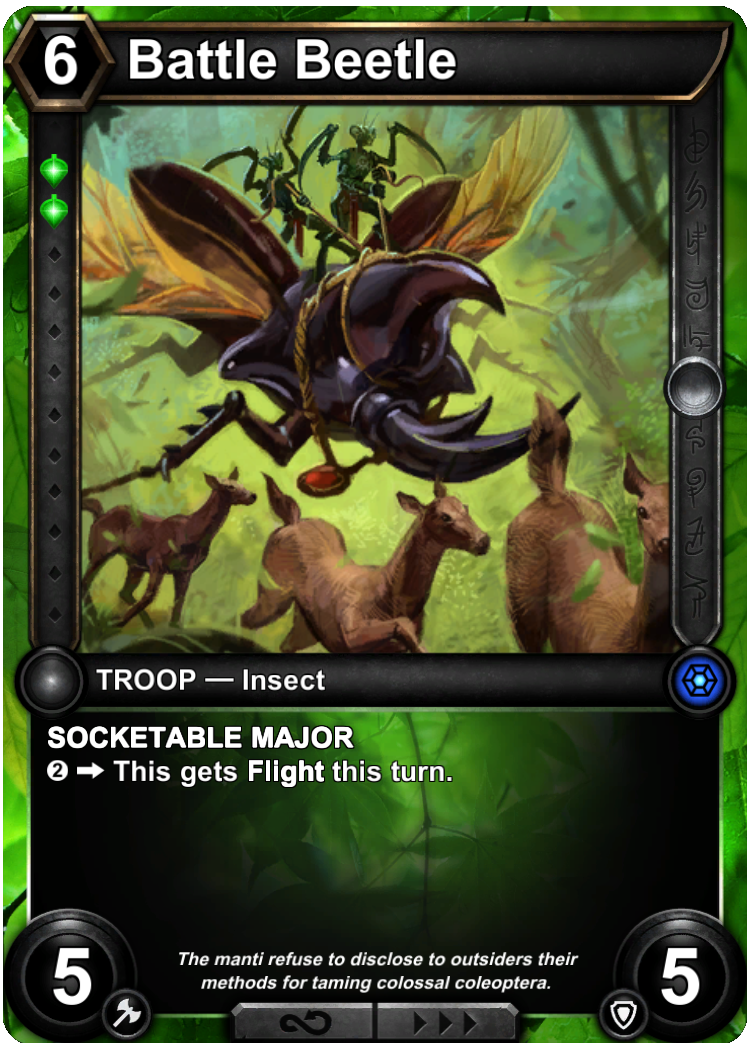 6 Battle Beetle
TROOP — Insect
SOCKETABLE MAJOR
② ➡ This gets Flight this turn.
The manti refuse to disclose to outsiders their
methods for taming colossal coleoptera.
5 5